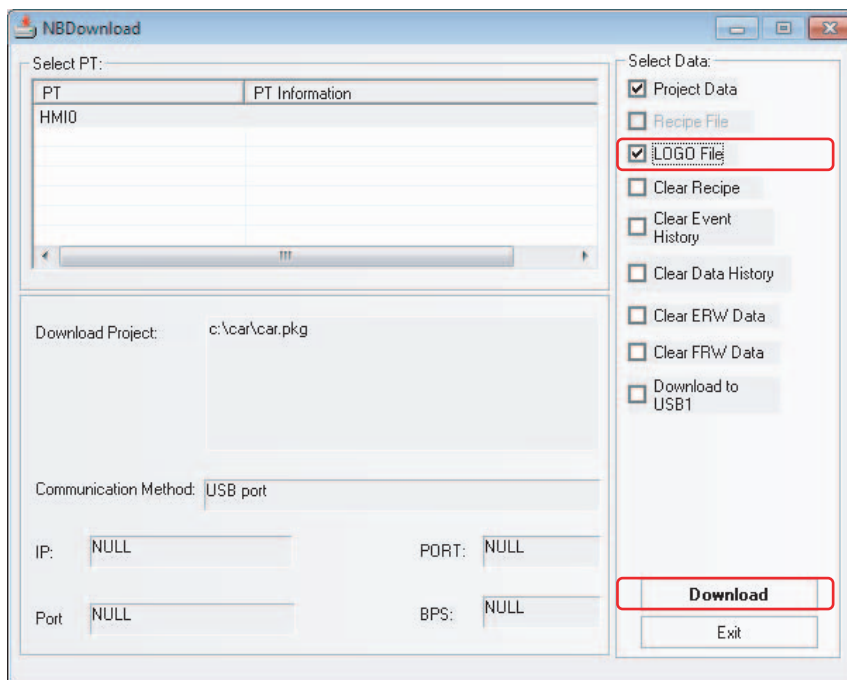 NBDownload
Select PT:
PT PT Information
HMI0
Download Project: c:\car\car.pkg
Communication Method: USB port
IP: NULL PORT: NULL
Port NULL BPS: NULL
Select Data:
Project Data
Recipe File
LOGO File
Clear Recipe
Clear Event
History
Clear Data History
Clear ERW Data
Clear FRW Data
Download to
USB1
Download
Exit